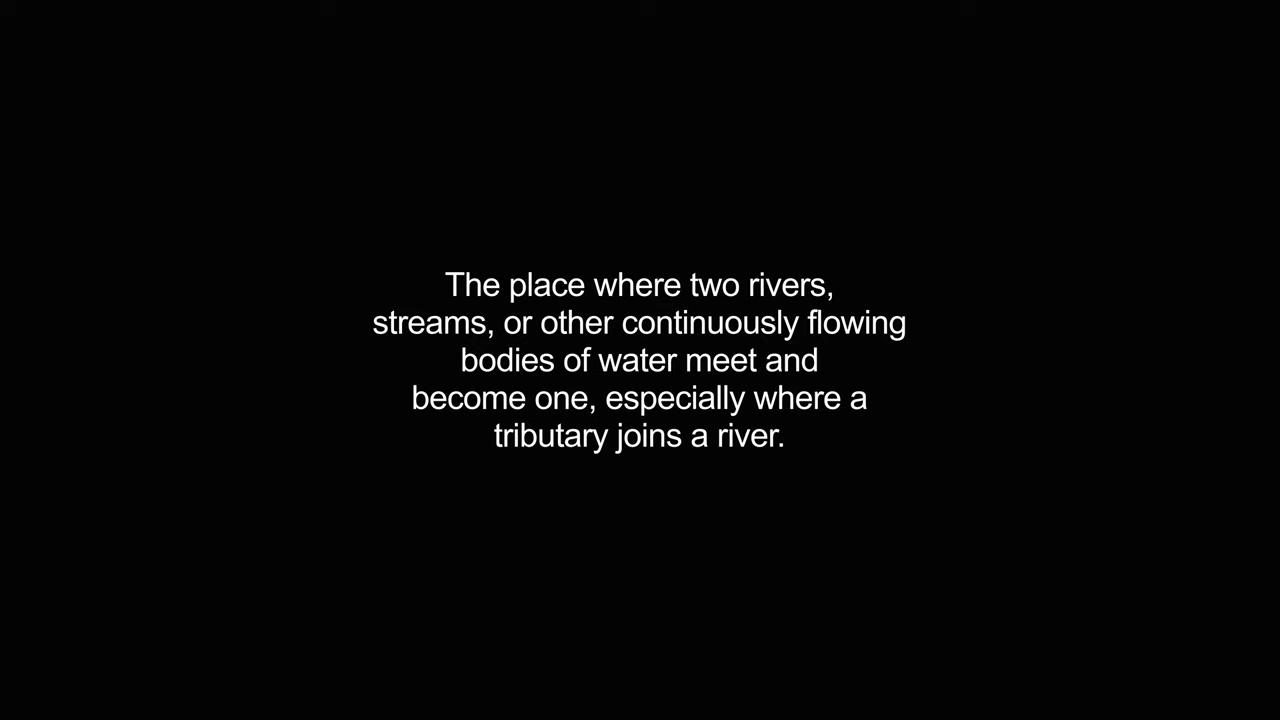 The place where two rivers,
streams, or other continuously flowing
bodies of water meet and
become one, especially where a
tributary joins a river.